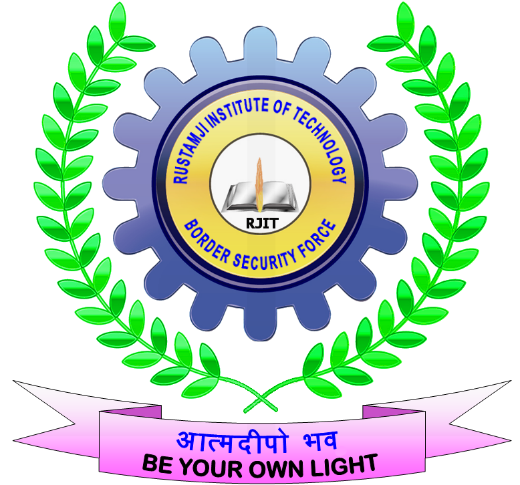 RUSTAMJI INSTITUTE OF TECHNOLOGY
RJIT
BORDER SECURITY FORCE
आत्मदीपो भव
BE YOUR OWN LIGHT